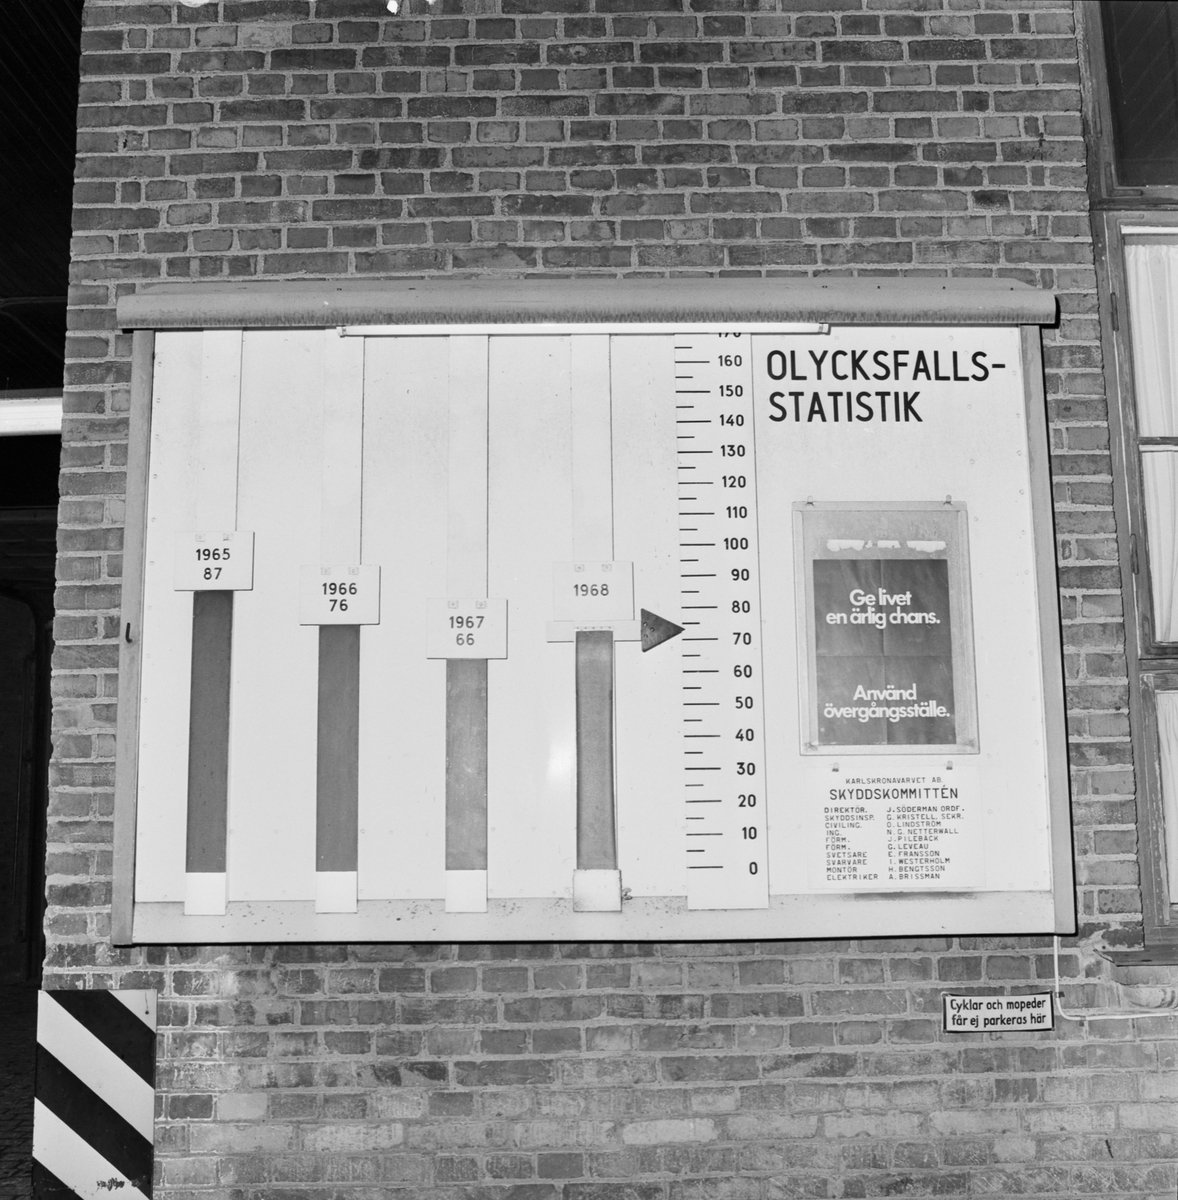 OLYCKSFALLS-
STATISTIK
1965
87
1966
76
1967
66
1968
170
160
150
140
130
120
110
100
90
80
70
60
50
40
30
20
10
0
Ge livet
en ärlig chans.
Använd
övergångsställe.
KARLSKRONAVARVET AB.
SKYDDSKOMMITTÉN
DIREKTÖR. J. SÖDERMAN ORDF.
SKYDDSINSP. G. KRISTELL. SEKR.
CIVILING. O. LINDSTRÖM
ING. N. G. NETTERWALL
FÖRM. J. PILEBÄCK
FÖRM. G. LEVEAU
SVETSARE E. FRANSSON
SVARVARE I. WESTERHOLM
MONTÖR H. BENGTSSON
ELEKTRIKER A. BRISSMAN
Cyklar och mopeder
får ej parkeras här